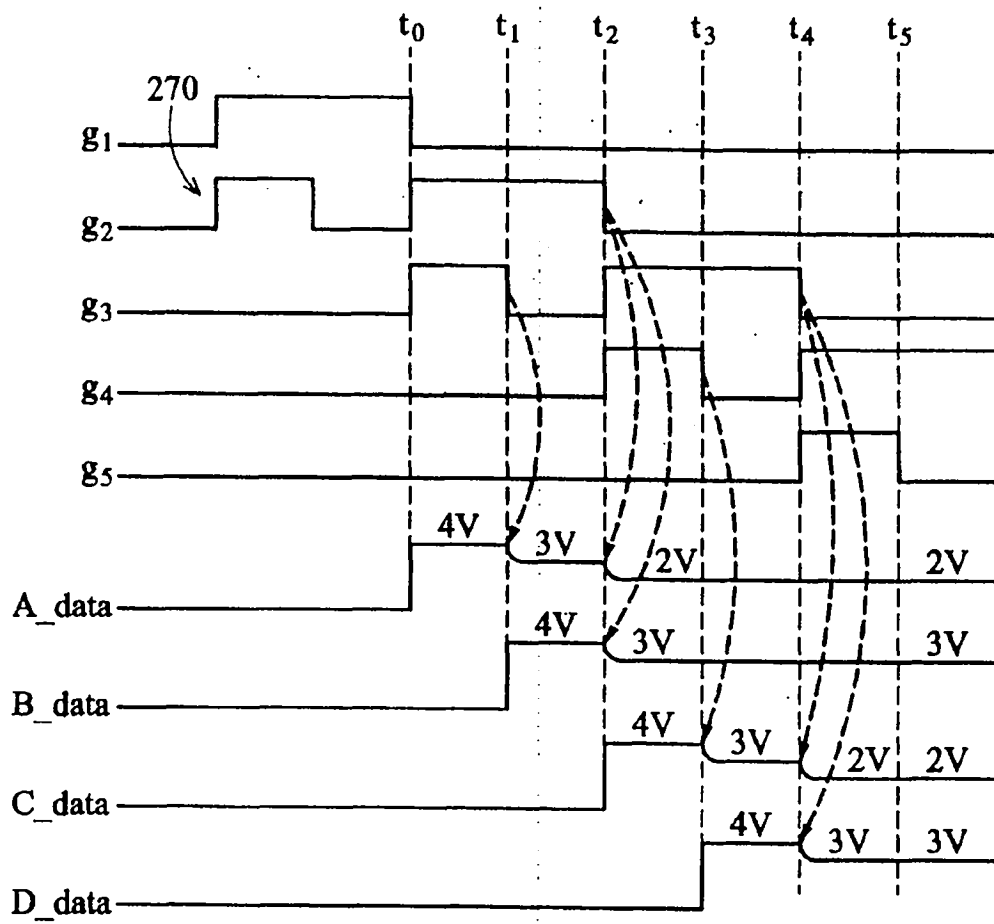 t0 t1 t2 t3 t4 t5
270
g1
g2
g3
g4
g5
4V 3V 2V 2V
A_data
4V 3V 3V
B_data
4V 3V 2V 2V
C_data
4V 3V 3V
D_data